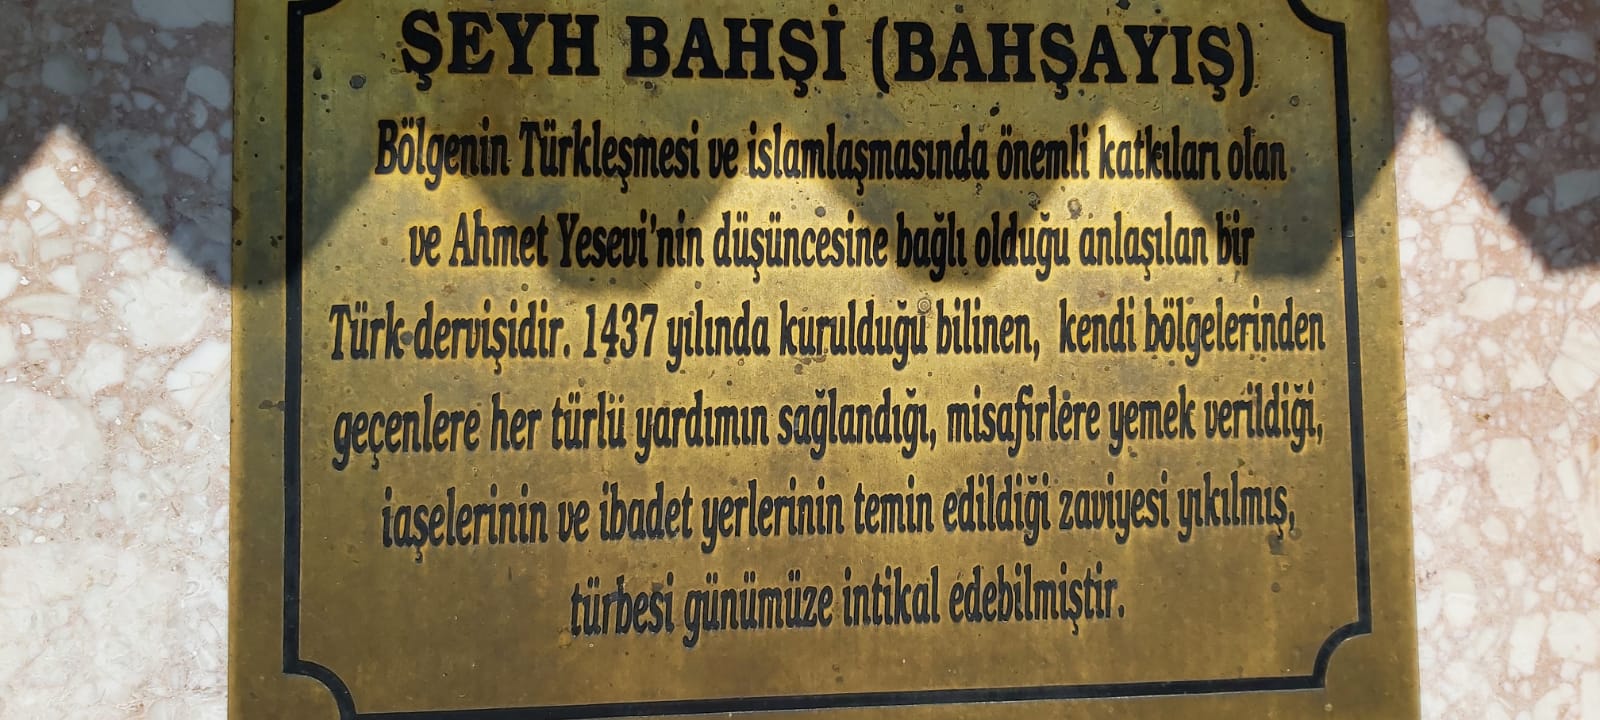 ŞEYH BAHŞİ (BAHŞAYIŞ)
Bölgenin Türkleşmesi ve islamlaşmasında önemli katkıları olan
ve Ahmet Yesevi'nin düşüncesine bağlı olduğu anlaşılan bir
Türk dervişidir. 1437 yılında kurulduğu bilinen, kendi bölgelerinden
geçenlere her türlü yardımın sağlandığı, misafirlere yemek verildiği,
iaşelerinin ve ibadet yerlerinin temin edildiği zaviyesi yıkılmış,
türbesi günümüze intikal edebilmiştir.